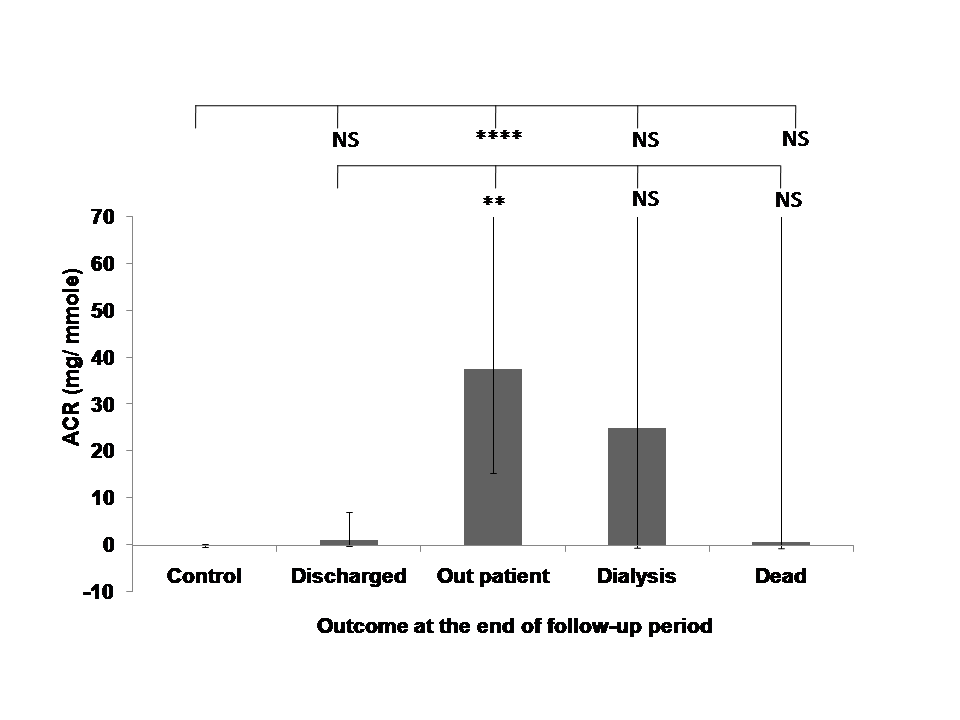 NS **** NS NS
** NS NS
70
60
50
40
30
20
10
0
-10
ACR (mg/ mmole)
Control Discharged Out patient Dialysis Dead
Outcome at the end of follow-up period